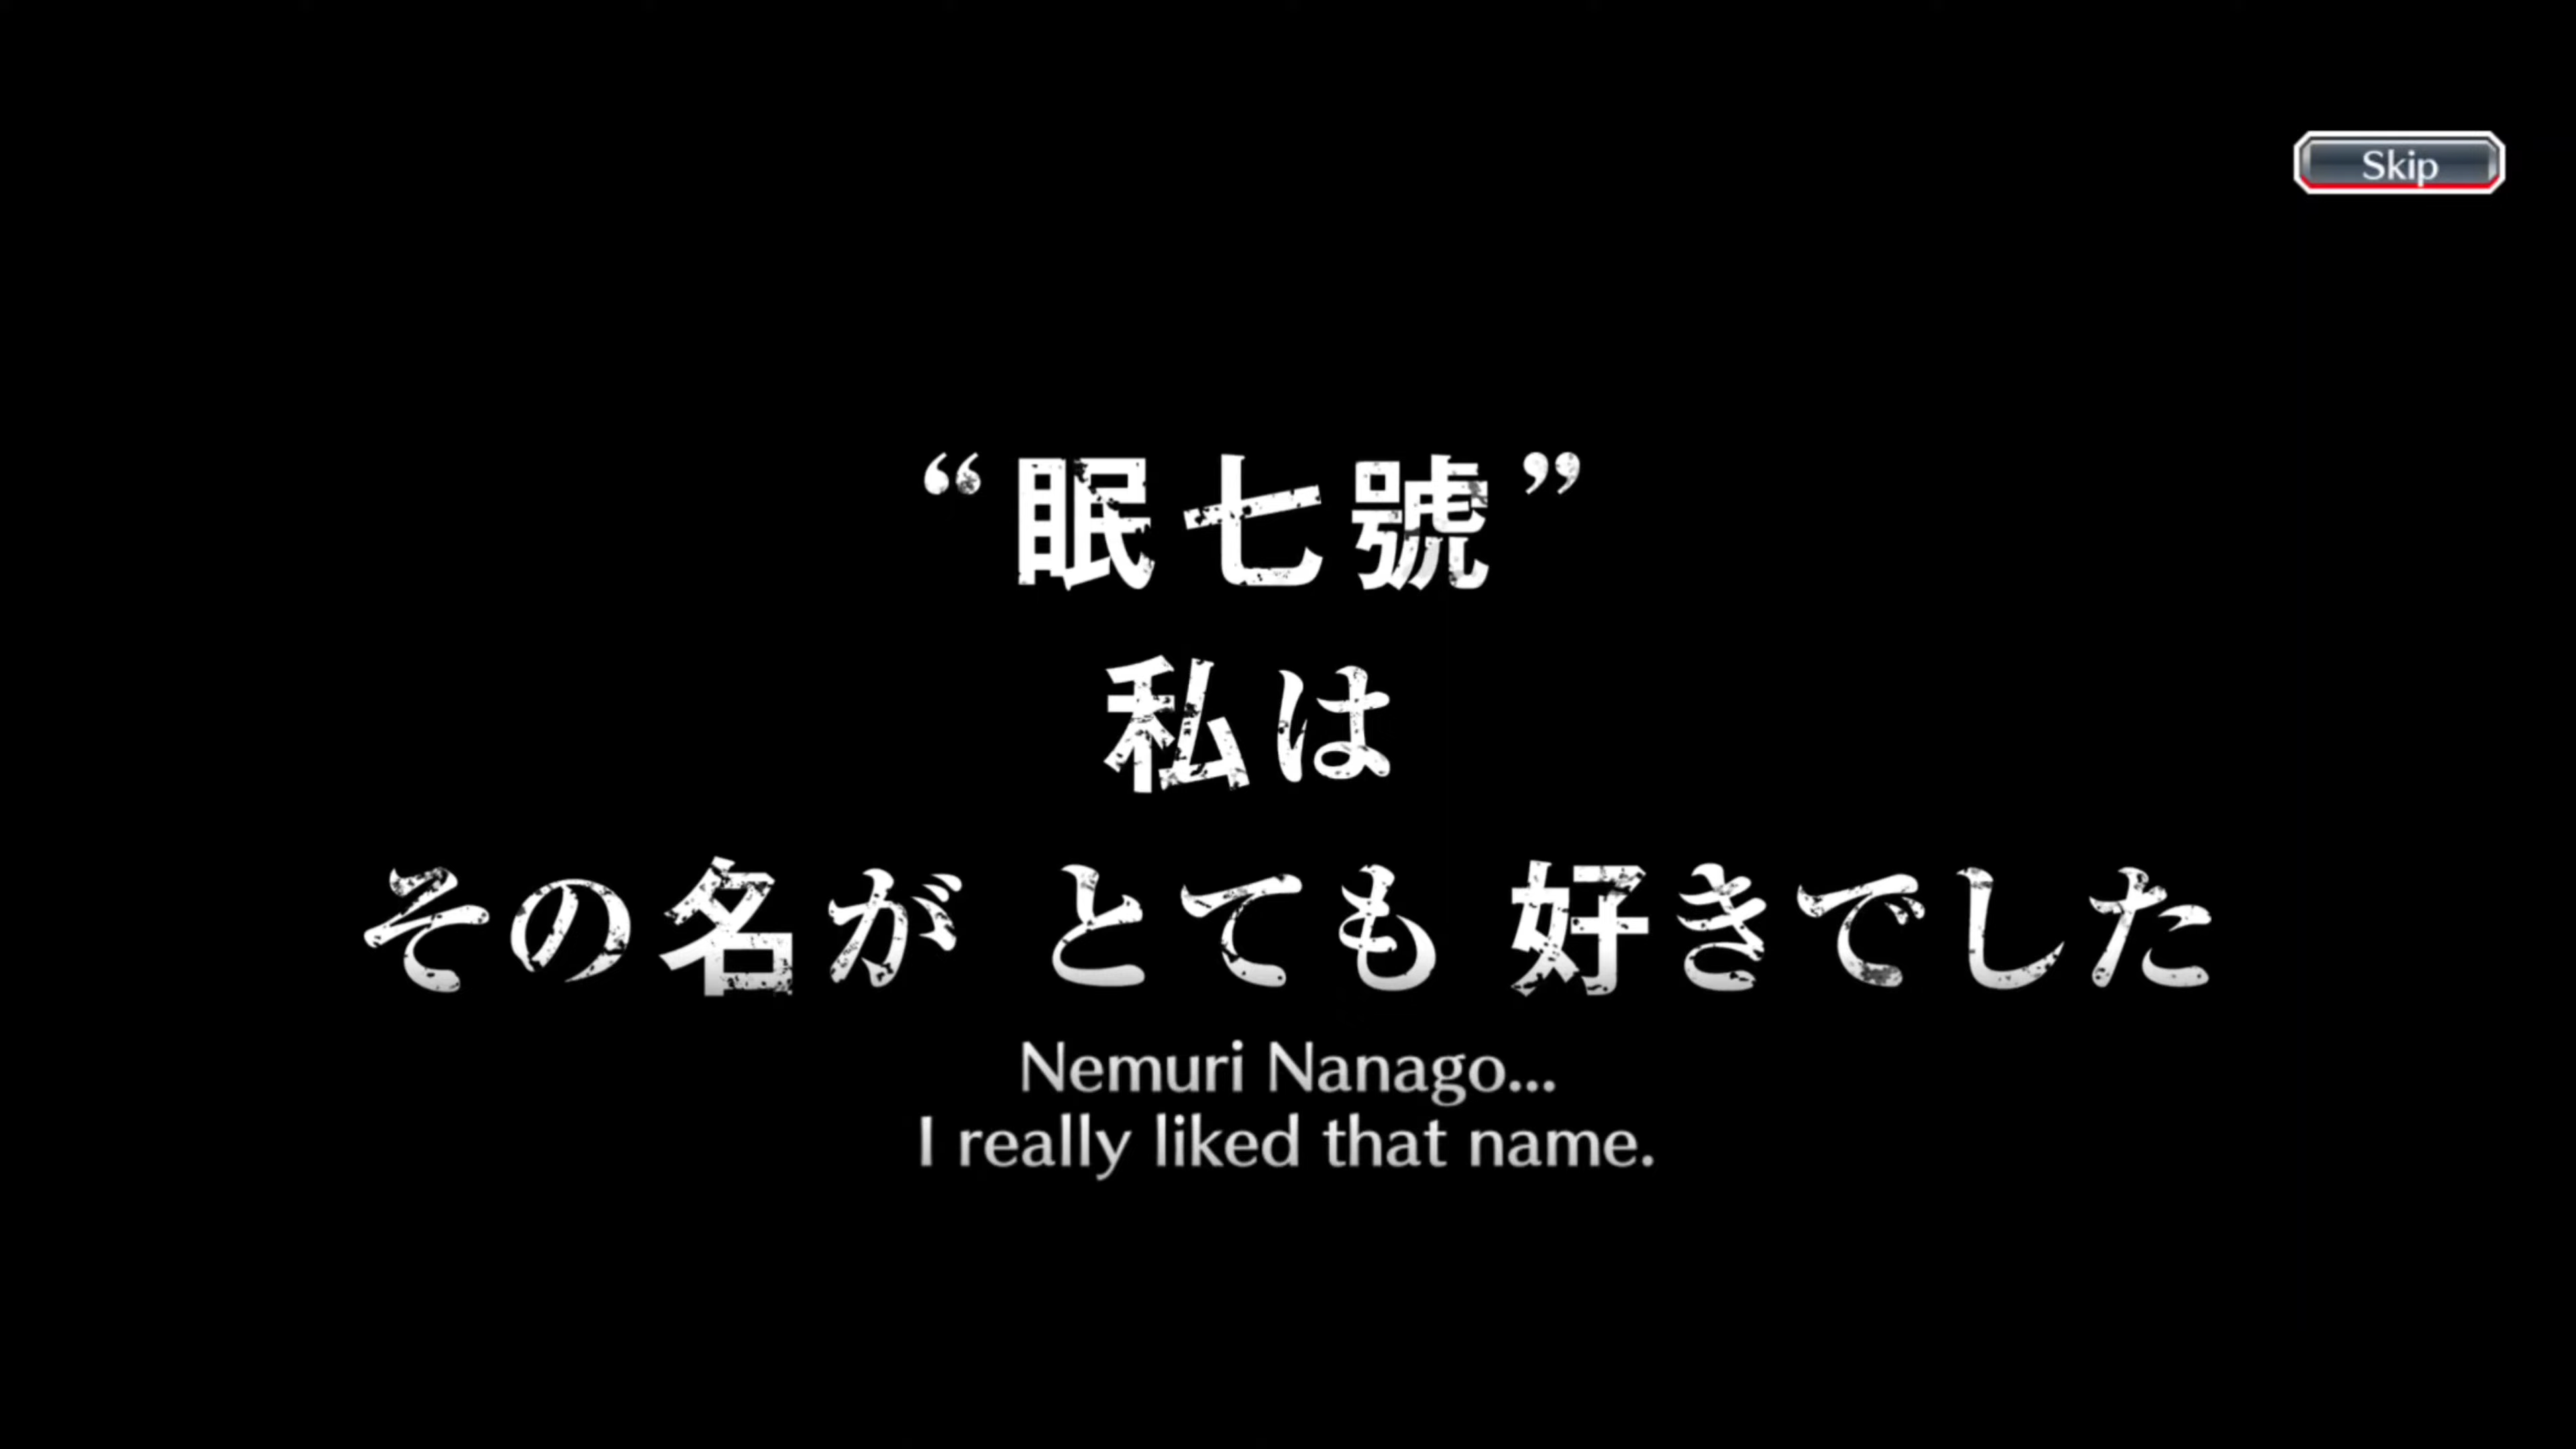 Skip
“眠七號”
私は
その名が とても 好きでした
Nemuri Nanago...
I really liked that name.